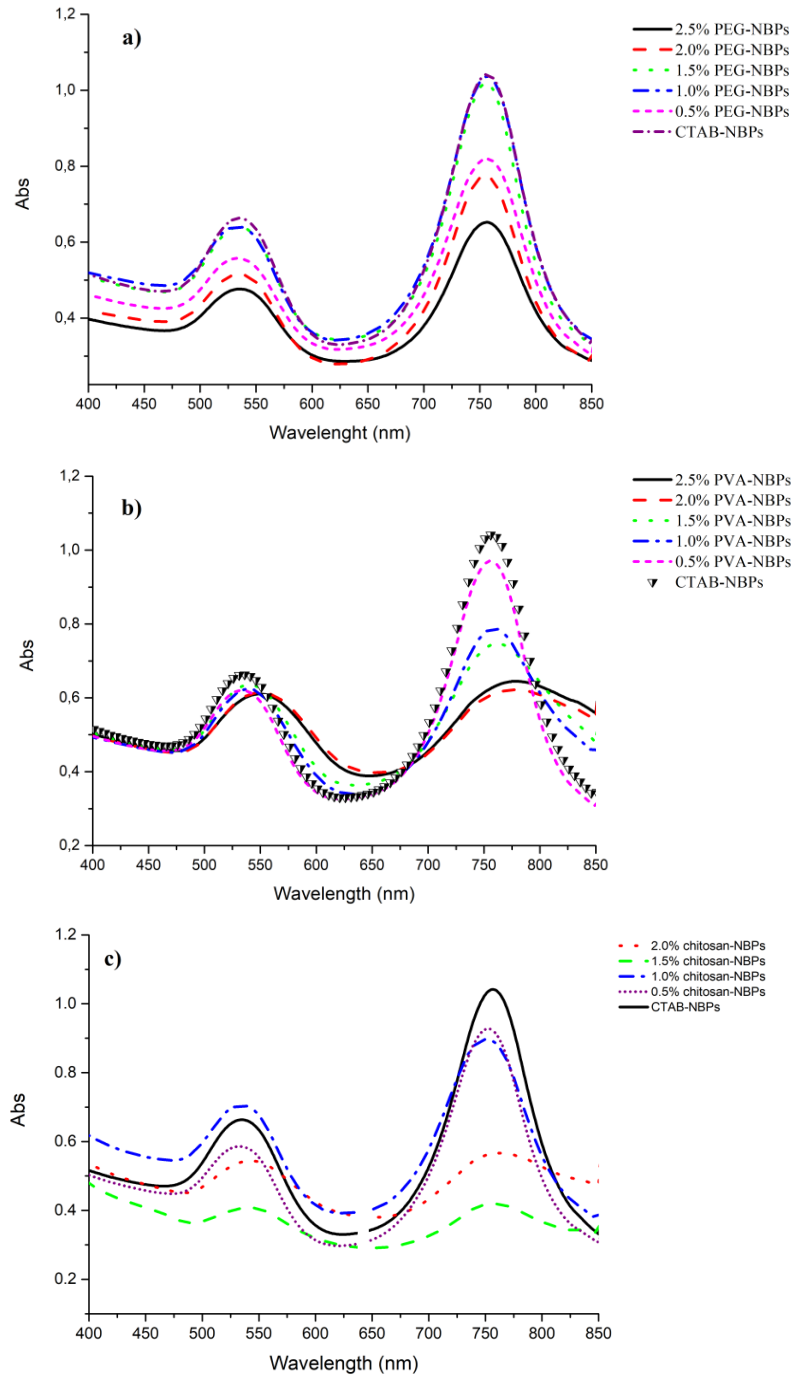 a)
2.5% PEG-NBPs
2.0% PEG-NBPs
1.5% PEG-NBPs
1.0% PEG-NBPs
0.5% PEG-NBPs
CTAB-NBPs
1,2
1,0
0,8
0,6
0,4
Abs
400 450 500 550 600 650 700 750 800 850
Wavelenght (nm)
b)
2.5% PVA-NBPs
2.0% PVA-NBPs
1.5% PVA-NBPs
1.0% PVA-NBPs
0.5% PVA-NBPs
CTAB-NBPs
1,2
1,0
0,8
0,6
0,4
0,2
Abs
400 450 500 550 600 650 700 750 800 850
Wavelength (nm)
c)
2.0% chitosan-NBPs
1.5% chitosan-NBPs
1.0% chitosan-NBPs
0.5% chitosan-NBPs
CTAB-NBPs
1.2
1.0
0.8
0.6
0.4
0.2
Abs
400 450 500 550 600 650 700 750 800 850
Wavelength (nm)